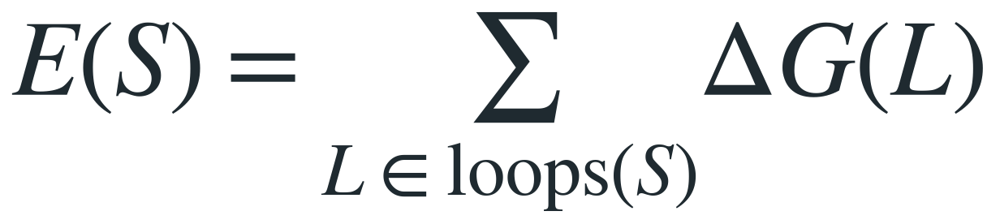 E(S) = ∑ ΔG(L)
L ∈ loops(S)